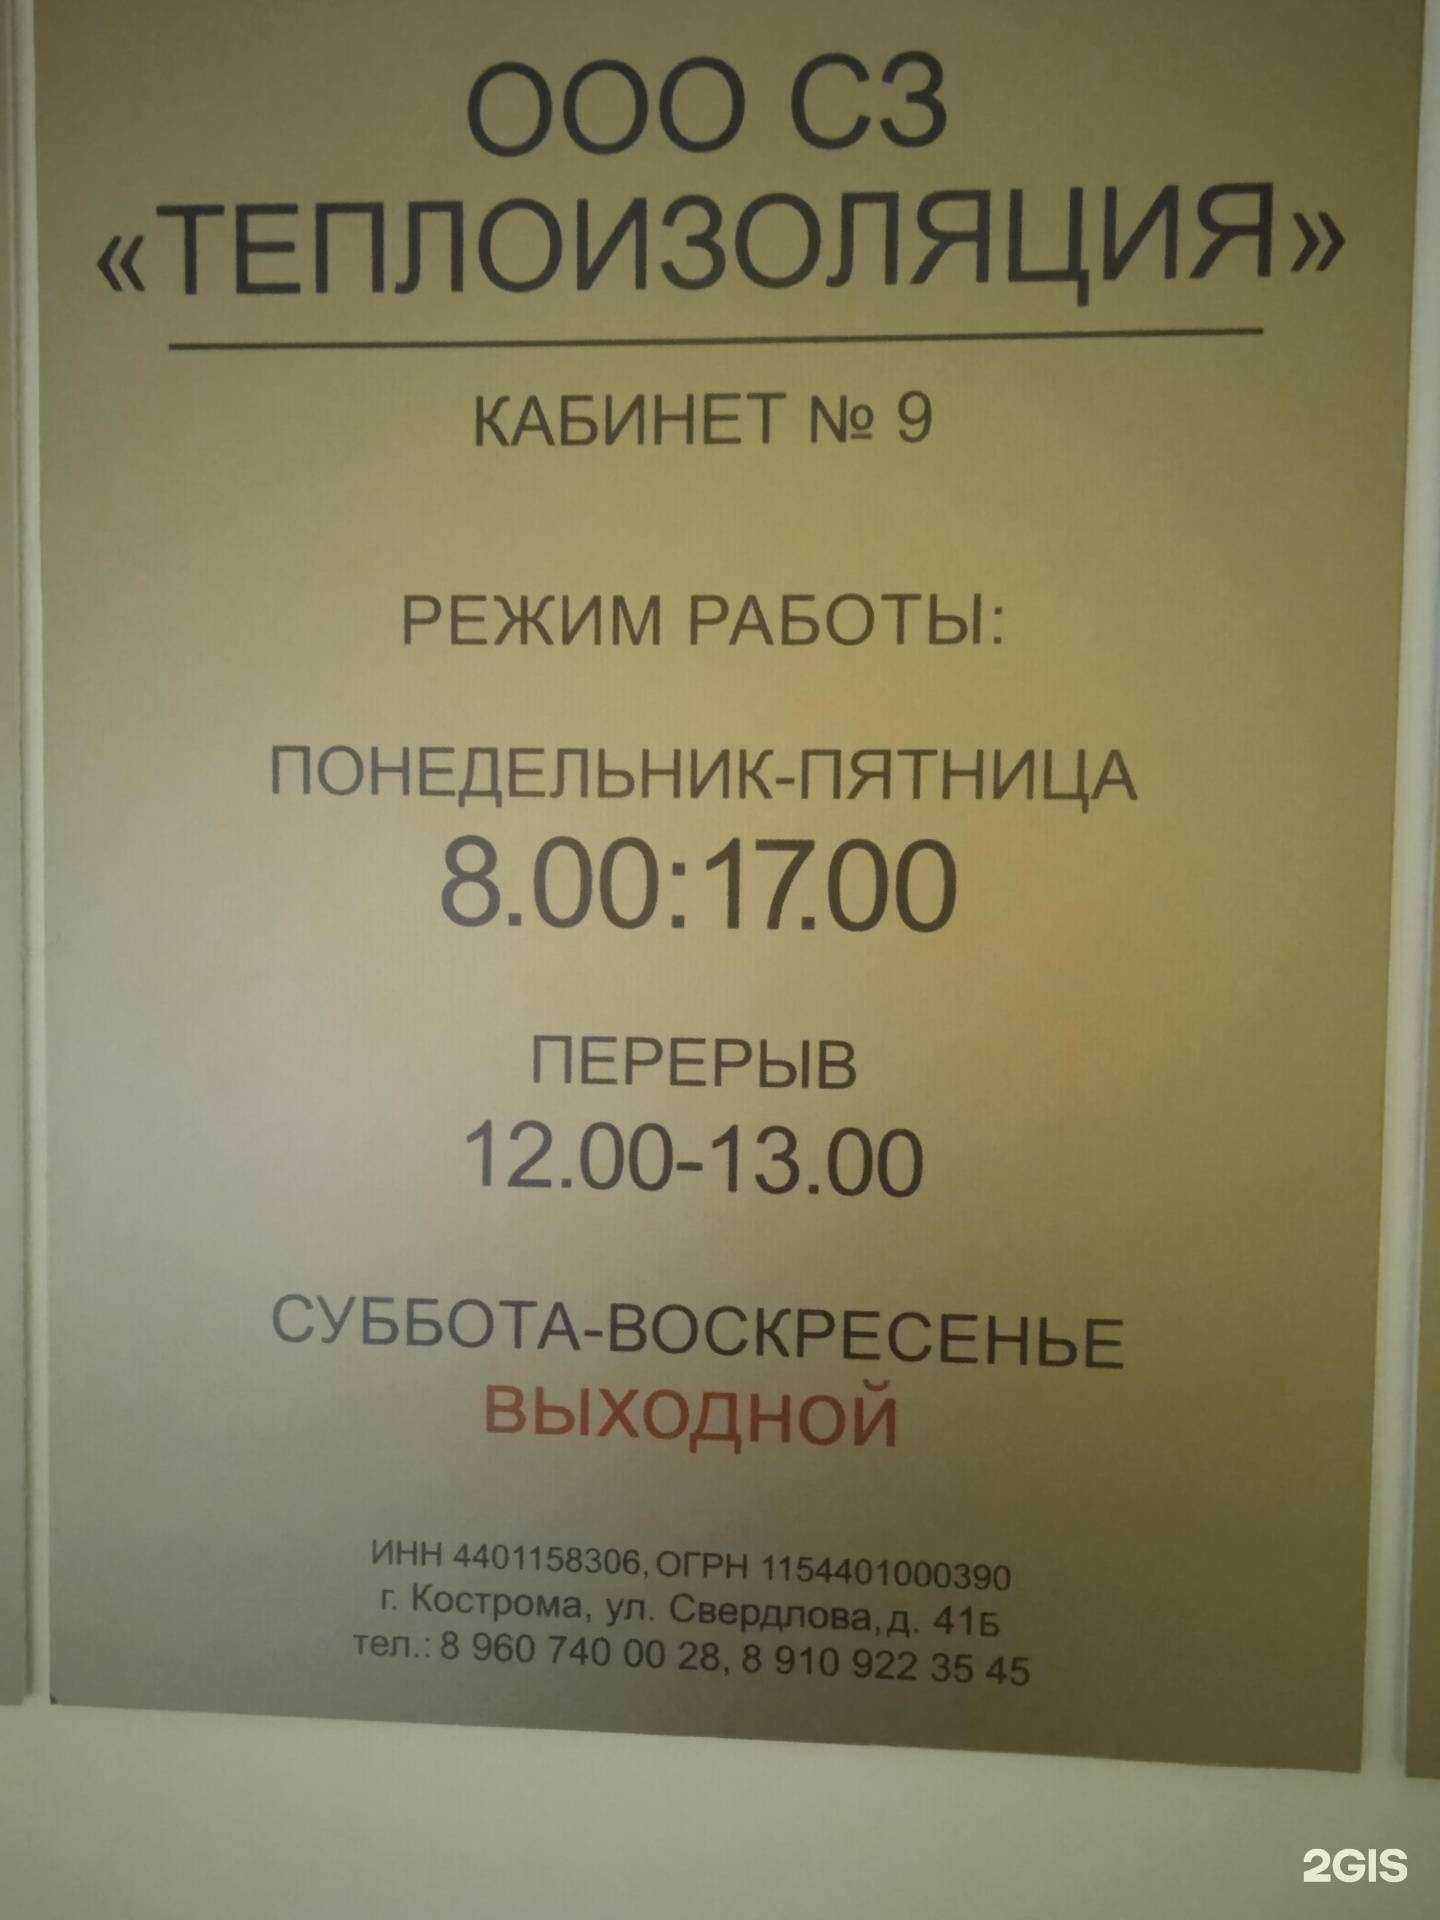 ООО СЗ
«ТЕПЛОИЗОЛЯЦИЯ»
КАБИНЕТ № 9
РЕЖИМ РАБОТЫ:
ПОНЕДЕЛЬНИК-ПЯТНИЦА
8.00:17.00
ПЕРЕРЫВ
12.00-13.00
СУББОТА-ВОСКРЕСЕНЬЕ
ВЫХОДНОЙ
ИНН 4401158306, ОГРН 1154401000390
г. Кострома, ул. Свердлова, д. 41Б
тел.: 8 960 740 00 28, 8 910 922 35 45
2GIS